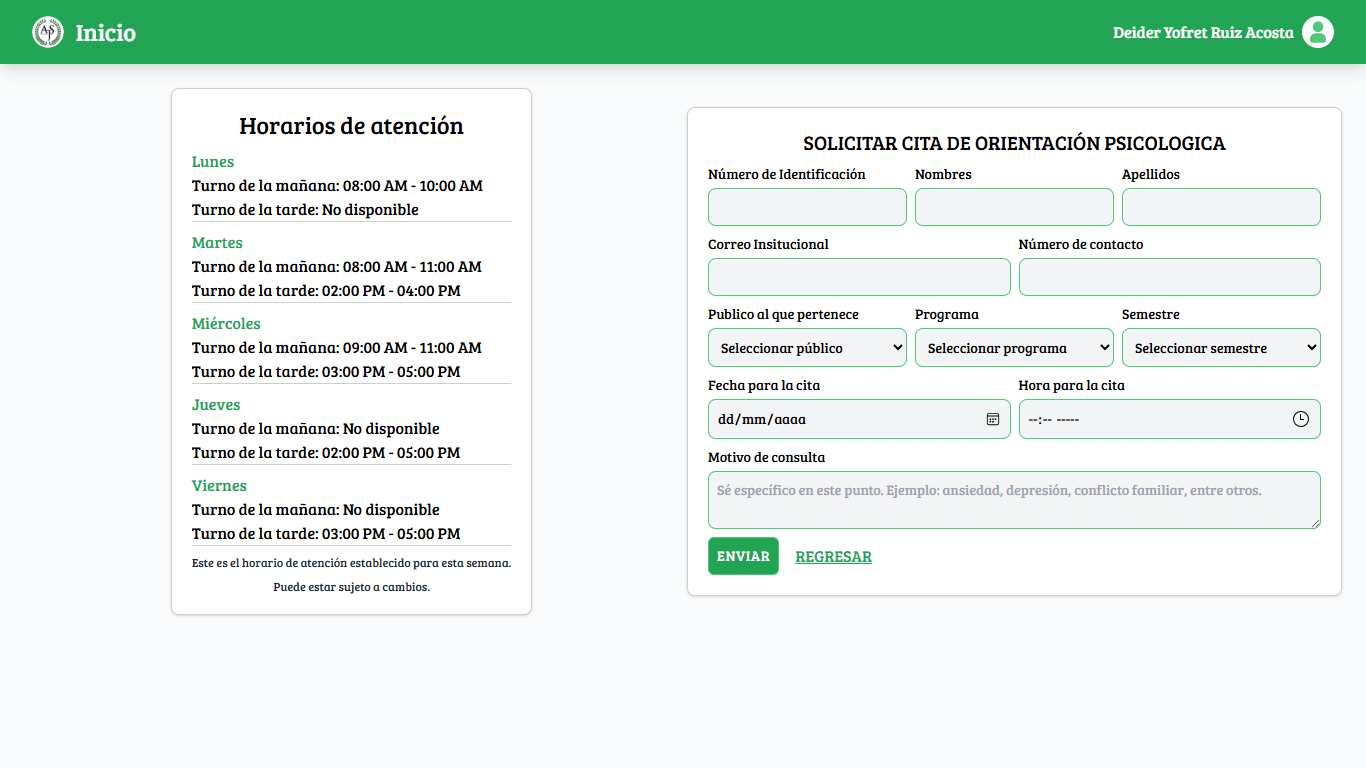 Inicio
Deider Yofret Ruiz Acosta
Horarios de atención
Lunes
Turno de la mañana: 08:00 AM - 10:00 AM
Turno de la tarde: No disponible
Martes
Turno de la mañana: 08:00 AM - 11:00 AM
Turno de la tarde: 02:00 PM - 04:00 PM
Miércoles
Turno de la mañana: 09:00 AM - 11:00 AM
Turno de la tarde: 03:00 PM - 05:00 PM
Jueves
Turno de la mañana: No disponible
Turno de la tarde: 02:00 PM - 05:00 PM
Viernes
Turno de la mañana: No disponible
Turno de la tarde: 03:00 PM - 05:00 PM
Este es el horario de atención establecido para esta semana.
Puede estar sujeto a cambios.
SOLICITAR CITA DE ORIENTACIÓN PSICOLOGICA
Número de Identificación
Nombres
Apellidos
Correo Insitucional
Número de contacto
Publico al que pertenece
Programa
Semestre
Seleccionar público
Seleccionar programa
Seleccionar semestre
Fecha para la cita
Hora para la cita
dd/mm/aaaa
--:-- -----
Motivo de consulta
Sé específico en este punto. Ejemplo: ansiedad, depresión, conflicto familiar, entre otros.
ENVIAR
REGRESAR